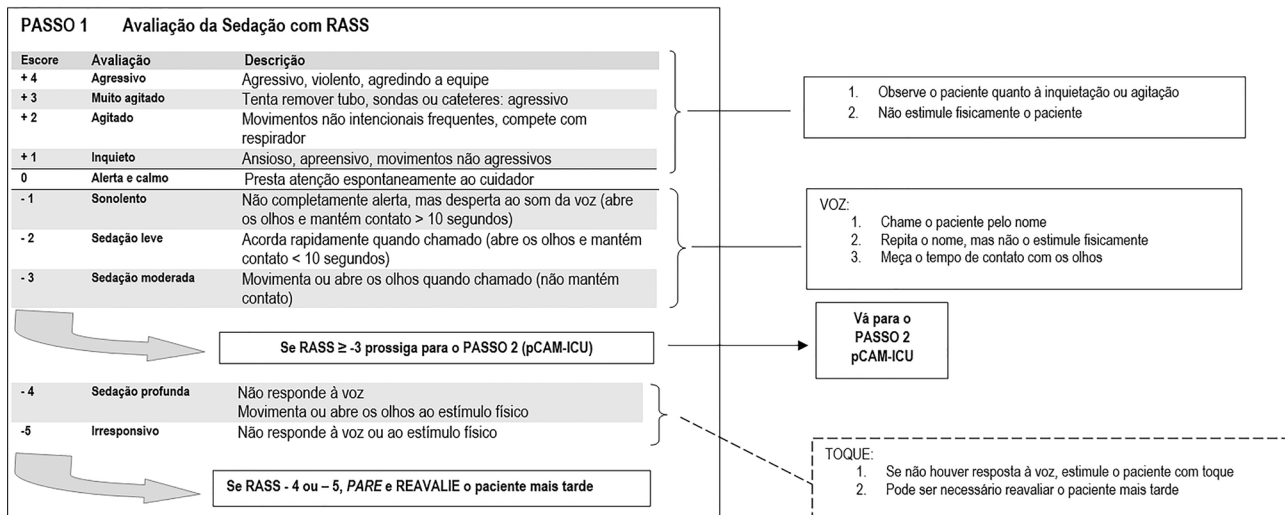 PASSO 1 Avaliação da Sedação com RASS
Escore Avaliação Descrição
+ 4 Agressivo Agressivo, violento, agredindo a equipe
+ 3 Muito agitado Tenta remover tubo, sondas ou cateteres: agressivo
+ 2 Agitado Movimentos não intencionais frequentes, compete com
respirador
+ 1 Inquieto Ansioso, apreensivo, movimentos não agressivos
0 Alerta e calmo Presta atenção espontaneamente ao cuidador
- 1 Sonolento Não completamente alerta, mas desperta ao som da voz (abre
os olhos e mantém contato > 10 segundos)
- 2 Sedação leve Acorda rapidamente quando chamado (abre os olhos e mantém
contato < 10 segundos)
- 3 Sedação moderada Movimenta ou abre os olhos quando chamado (não mantém
contato)
Se RASS ≥ -3 prossiga para o PASSO 2 (pCAM-ICU)
- 4 Sedação profunda Não responde à voz
Movimenta ou abre os olhos ao estímulo físico
-5 Irresponsivo Não responde à voz ou ao estímulo físico
Se RASS - 4 ou – 5, PARE e REAVALIE o paciente mais tarde
1. Observe o paciente quanto à inquietação ou agitação
2. Não estimule fisicamente o paciente
VOZ:
1. Chame o paciente pelo nome
2. Repita o nome, mas não o estimule fisicamente
3. Meça o tempo de contato com os olhos
Vá para o
PASSO 2
pCAM-ICU
TOQUE:
1. Se não houver resposta à voz, estimule o paciente com toque
2. Pode ser necessário reavaliar o paciente mais tarde